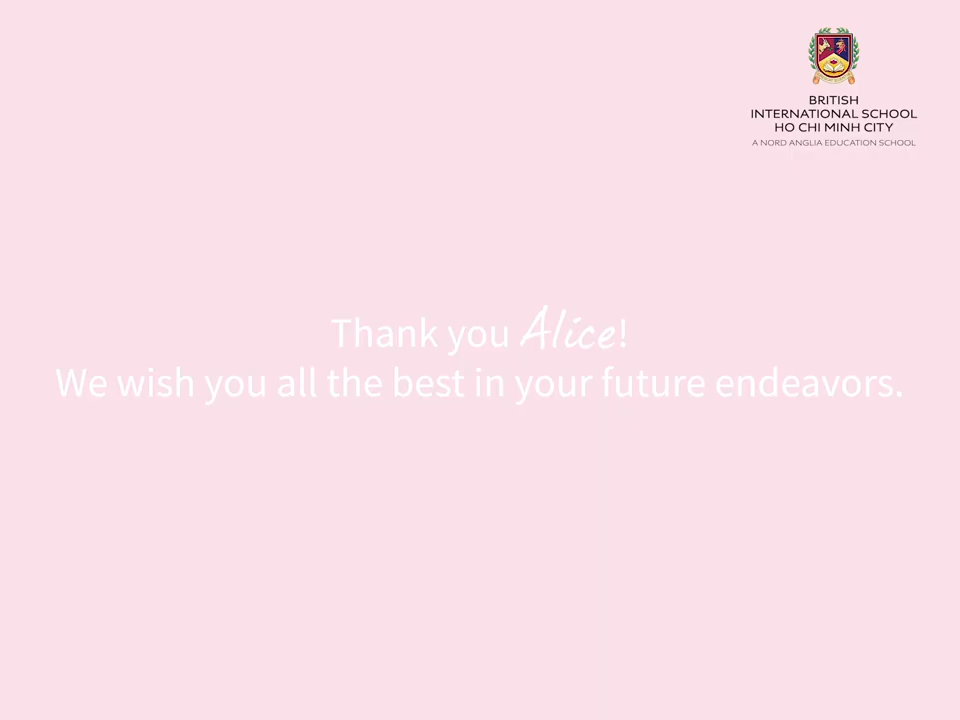 BRITISH
INTERNATIONAL SCHOOL
HO CHI MINH CITY
A NORD ANGLIA EDUCATION SCHOOL
Thank you Alice!
We wish you all the best in your future endeavors.